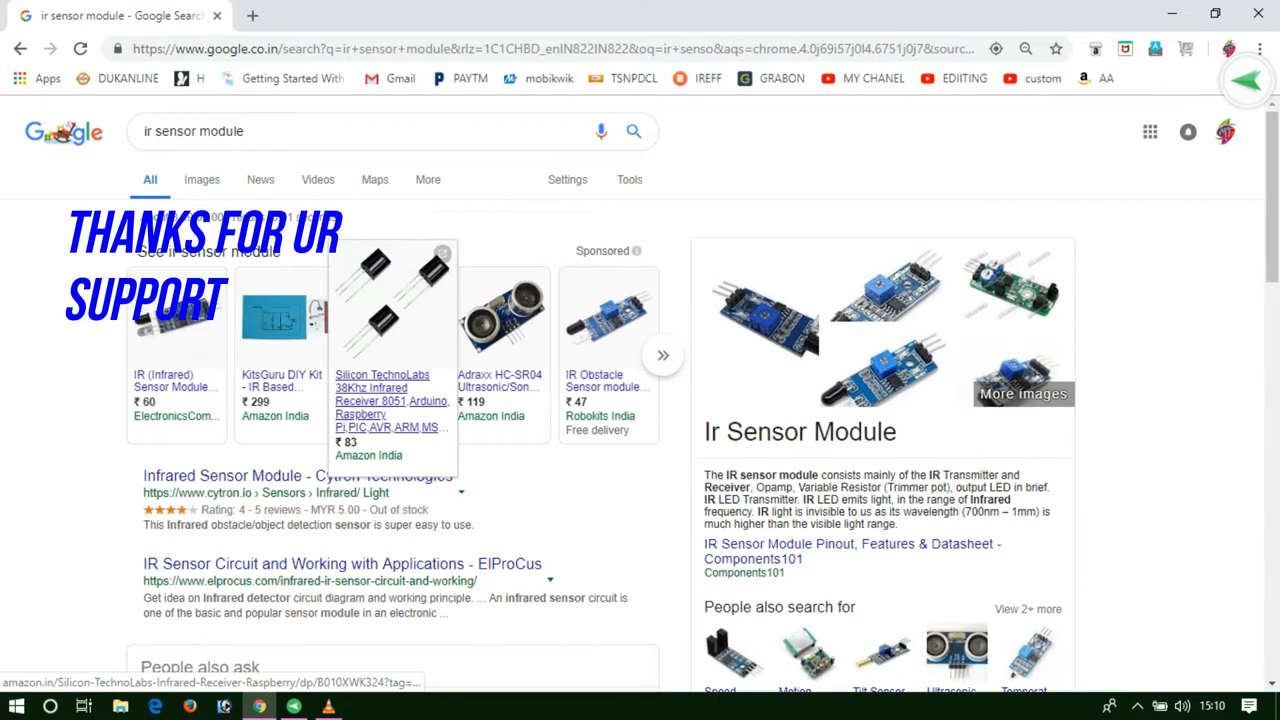 ir sensor module - Google Searc
https://www.google.co.in/search?q=ir+sensor+module&rlz=1C1CHBD_enIN822IN822&oq=ir+senso&aqs=chrome.4.0j69i57j0l4.6751j0j7&sourc...
Apps DUKANLINE H Getting Started With Gmail PAYTM mobikwik TSNPDCL IREFF GRABON MY CHANEL EDIITING custom AA
Google
ir sensor module
All Images News Videos Maps More Settings Tools
THANKS FOR UR
SUPPORT
See ir sensor module
Sponsored
IR (Infrared)
Sensor Module...
₹ 60
ElectronicsCom...
KitsGuru DIY Kit
- IR Based...
₹ 299
Amazon India
Silicon TechnoLabs
38Khz Infrared
Receiver 8051,Arduino,
Raspberry
Pi,PIC,AVR,ARM,MS...
₹ 83
Amazon India
Adraxx HC-SR04
Ultrasonic/Son...
₹ 119
Amazon India
IR Obstacle
Sensor module...
₹ 47
Robokits India
Free delivery
Infrared Sensor Module - Cytron Technologies
https://www.cytron.io › Sensors › Infrared/ Light
Rating: 4 - 5 reviews - MYR 5.00 - Out of stock
This Infrared obstacle/object detection sensor is super easy to use.
IR Sensor Circuit and Working with Applications - ElProCus
https://www.elprocus.com/infrared-ir-sensor-circuit-and-working/
Get idea on Infrared detector circuit diagram and working principle. ... An infrared sensor circuit is
one of the basic and popular sensor module in an electronic ...
People also ask
More images
Ir Sensor Module
The IR sensor module consists mainly of the IR Transmitter and
Receiver, Opamp, Variable Resistor (Trimmer pot), output LED in brief.
IR LED Transmitter. IR LED emits light, in the range of Infrared
frequency. IR light is invisible to us as its wavelength (700nm – 1mm) is
much higher than the visible light range.
IR Sensor Module Pinout, Features & Datasheet -
Components101
Components101
People also search for
View 2+ more
Speed Motion Tilt Sensor Ultrasonic Temperat
amazon.in/Silicon-TechnoLabs-Infrared-Receiver-Raspberry/dp/B010XWK324?tag=...
15:10